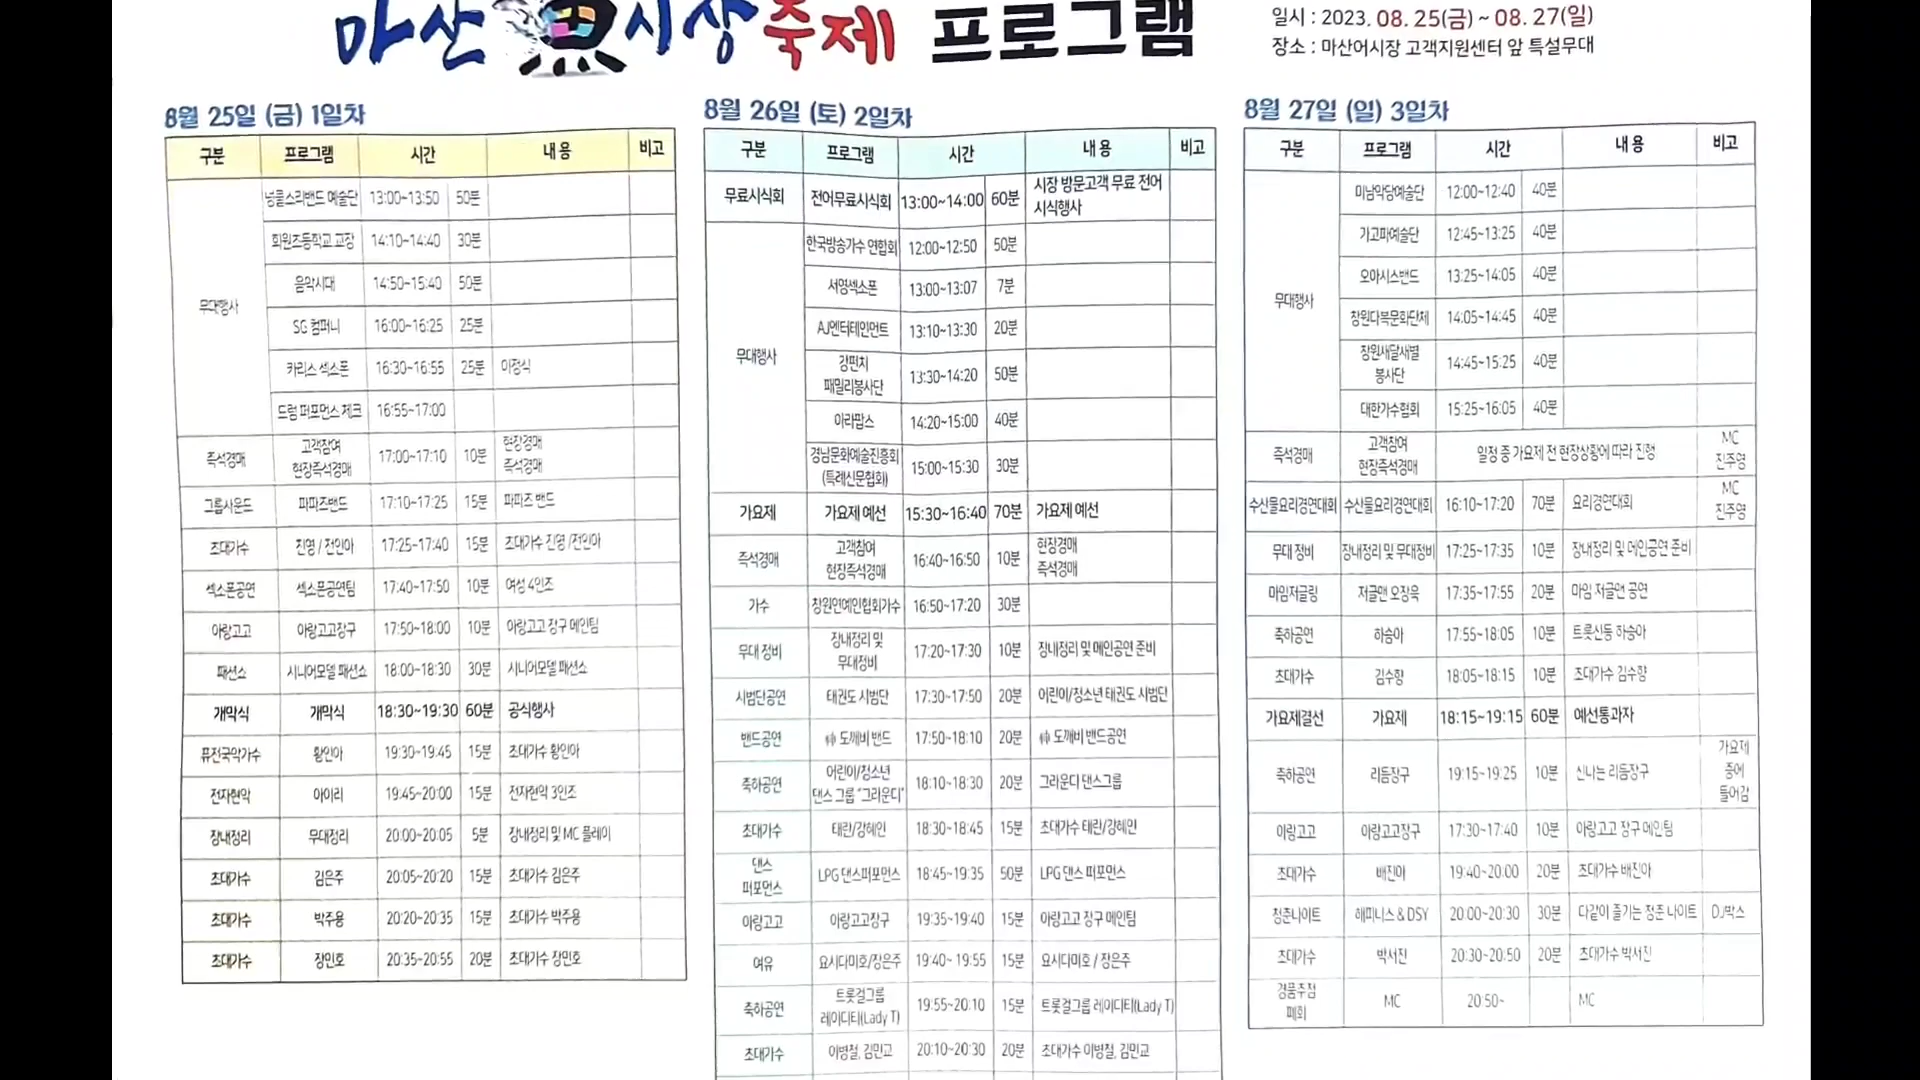 마산魚시장축제 프로그램
일시 : 2023. 08. 25(금) ~ 08. 27(일)
장소 : 마산어시장 고객지원센터 앞 특설무대
8월 25일 (금) 1일차
구분 프로그램 시간 내 용 비고
무대행사
넝쿨소리밴드 예술단 13:00~13:50 50분
회원초등학교 교장 14:10~14:40 30분
음악시대 14:50~15:40 50분
SG 컴퍼니 16:00~16:25 25분
카리스 섹스폰 16:30~16:55 25분 이정식
드럼 퍼포먼스 체크 16:55~17:00
즉석경매 고객참여 현장즉석경매 17:00~17:10 10분 현장경매 즉석경매
그룹사운드 파파즈밴드 17:10~17:25 15분 파파즈 밴드
초대가수 진영 / 전인아 17:25~17:40 15분 초대가수 진영 /전인아
섹소폰공연 섹소폰공연팀 17:40~17:50 10분 여성 4인조
아랑고고 아랑고고장구 17:50~18:00 10분 아랑고고 장구 메인팀
패션쇼 시니어모델 패션쇼 18:00~18:30 30분 시니어모델 패션쇼
개막식 개막식 18:30~19:30 60분 공식행사
퓨전국악가수 황인아 19:30~19:45 15분 초대가수 황인아
전자현악 아이리 19:45~20:00 15분 전자현악 3인조
장내정리 무대정리 20:00~20:05 5분 장내정리 및 MC 플레이
초대가수 김은주 20:05~20:20 15분 초대가수 김은주
초대가수 박주용 20:20~20:35 15분 초대가수 박주용
초대가수 장민호 20:35~20:55 20분 초대가수 장민호
8월 26일 (토) 2일차
구분 프로그램 시간 내 용 비고
무료시식회 전어무료시식회 13:00~14:00 60분 시장 방문고객 무료 전어 시식행사
무대행사
한국방송가수 연합회 12:00~12:50 50분
서영섹소폰 13:00~13:07 7분
AJ엔터테인먼트 13:10~13:30 20분
강펀치 패밀리봉사단 13:30~14:20 50분
이라팝스 14:20~15:00 40분
경남문화예술진흥회 (특례신문협회) 15:00~15:30 30분
가요제 가요제 예선 15:30~16:40 70분 가요제 예선
즉석경매 고객참여 현장즉석경매 16:40~16:50 10분 현장경매 즉석경매
가수 창원연예인협회가수 16:50~17:20 30분
무대 정비 장내정리 및 무대정비 17:20~17:30 10분 장내정리 및 메인공연 준비
시범단공연 태권도 시범단 17:30~17:50 20분 어린이/청소년 태권도 시범단
밴드공연 神 도깨비 밴드 17:50~18:10 20분 神 도깨비 밴드공연
축하공연 어린이/청소년 댄스 그룹 "그라운디" 18:10~18:30 20분 그라운디 댄스그룹
초대가수 태란/강혜인 18:30~18:45 15분 초대가수 태란/강혜인
댄스 퍼포먼스 LPG 댄스퍼포먼스 18:45~19:35 50분 LPG 댄스 퍼포먼스
아랑고고 아랑고고장구 19:35~19:40 15분 아랑고고 장구 메인팀
여유 요시다미호/장은주 19:40~ 19:55 15분 요시다미호 / 장은주
축하공연 트롯걸그룹 레이디티(Lady T) 19:55~20:10 15분 트롯걸그룹 레이디티(Lady T)
초대가수 이병철, 김민교 20:10~20:30 20분 초대가수 이병철, 김민교
8월 27일 (일) 3일차
구분 프로그램 시간 내 용 비고
무대행사
미남악당예술단 12:00~12:40 40분
가고파예술단 12:45~13:25 40분
오아시스밴드 13:25~14:05 40분
창원다복문화단체 14:05~14:45 40분
창원새달새별 봉사단 14:45~15:25 40분
대한가수협회 15:25~16:05 40분
즉석경매 고객참여 현장즉석경매 일정 중 가요제 전 현장상황에 따라 진행 MC 진주영
수산물요리경연대회 수산물요리경연대회 16:10~17:20 70분 요리경연대회 MC 진주영
무대 정비 장내정리 및 무대정비 17:25~17:35 10분 장내정리 및 메인공연 준비
마임저글링 저글맨 오장욱 17:35~17:55 20분 마임 저글연 공연
축하공연 하승아 17:55~18:05 10분 트롯신동 하승아
초대가수 김수향 18:05~18:15 10분 초대가수 김수향
가요제결선 가요제 18:15~19:15 60분 예선통과자
축하공연 리듬장구 19:15~19:25 10분 신나는 리듬장구 가요제 중에 들어감
아랑고고 아랑고고장구 17:30~17:40 10분 아랑고고 장구 메인팀
초대가수 배진아 19:40~20:00 20분 초대가수 배진아
청춘나이트 해피니스 & DSY 20:00~20:30 30분 다같이 즐기는 청춘 나이트 DJ박스
초대가수 박서진 20:30~20:50 20분 초대가수 박서진
경품추첨 폐회 MC 20:50~ MC